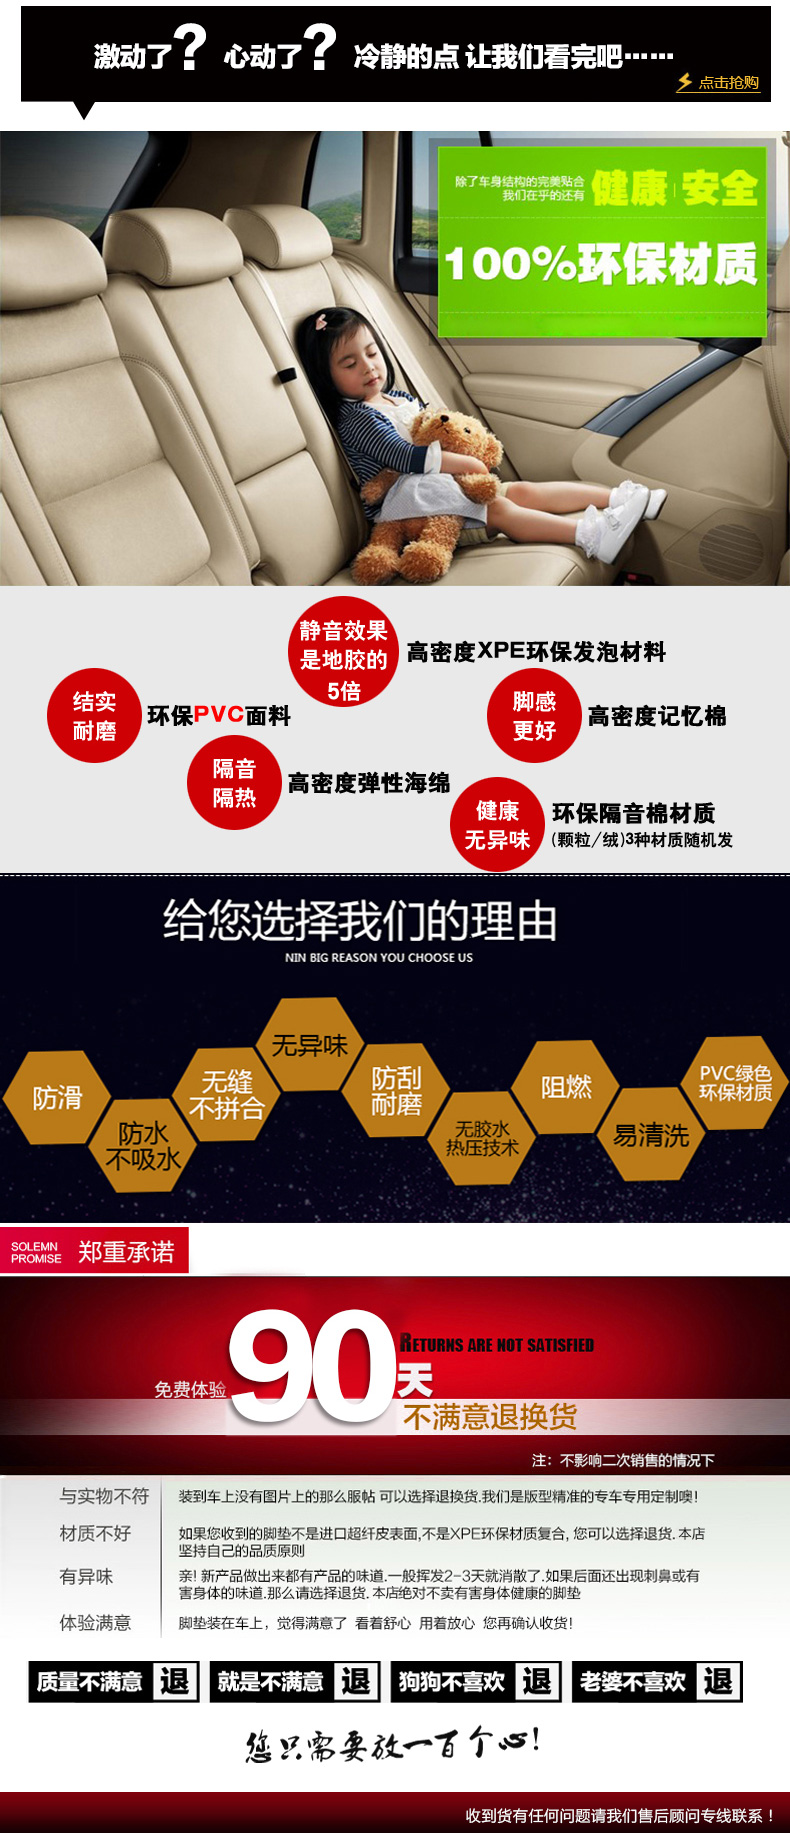 激动了? 心动了? 冷静的点 让我们看完吧……
点击抢购
除了车身结构的完美贴合
我们在乎的还有
健康 安全
100%环保材质
静音效果
是地胶的
5倍
高密度XPE环保发泡材料
结实
耐磨
环保PVC面料
脚感
更好
高密度记忆棉
隔音
隔热
高密度弹性海绵
健康
无异味
环保隔音棉材质
(颗粒/绒)3种材质随机发
给您选择我们的理由
NIN BIG REASON YOU CHOOSE US
防滑
防水
不吸水
无缝
不拼合
无异味
防刮
耐磨
无胶水
热压技术
阻燃
易清洗
PVC绿色
环保材质
SOLEMN
PROMISE
郑重承诺
免费体验
90
天
RETURNS ARE NOT SATISFIED
不满意退换货
注：不影响二次销售的情况下
与实物不符 装到车上没有图片上的那么服帖 可以选择退换货.我们是版型精准的专车专用定制噢!
材质不好 如果您收到的脚垫不是进口超纤皮表面,不是XPE环保材质复合, 您可以选择退货. 本店
坚持自己的品质原则
有异味 亲! 新产品做出来都有产品的味道.一般挥发2-3天就消散了.如果后面还出现刺鼻或有
害身体的味道.那么请选择退货. 本店绝对不卖有害身体健康的脚垫
体验满意 脚垫装在车上，觉得满意了 看着舒心 用着放心 您再确认收货!
质量不满意 退 就是不满意 退 狗狗不喜欢 退 老婆不喜欢 退
您只需要放一百个心!
收到货有任何问题请我们售后顾问专线联系！